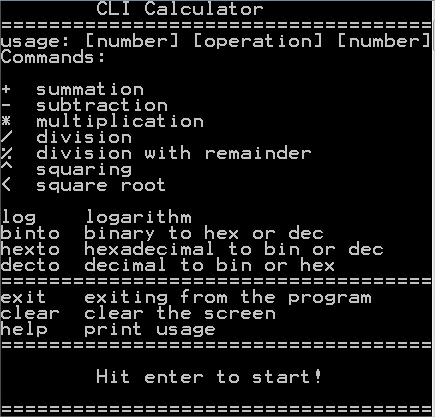 CLI Calculator
======================================
usage: [number] [operation] [number]
Commands:
+ summation
- subtraction
* multiplication
/ division
% division with remainder
^ squaring
< square root
log logarithm
binto binary to hex or dec
hexto hexadecimal to bin or dec
decto decimal to bin or hex
======================================
exit exiting from the program
clear clear the screen
help print usage
======================================
Hit enter to start!
======================================